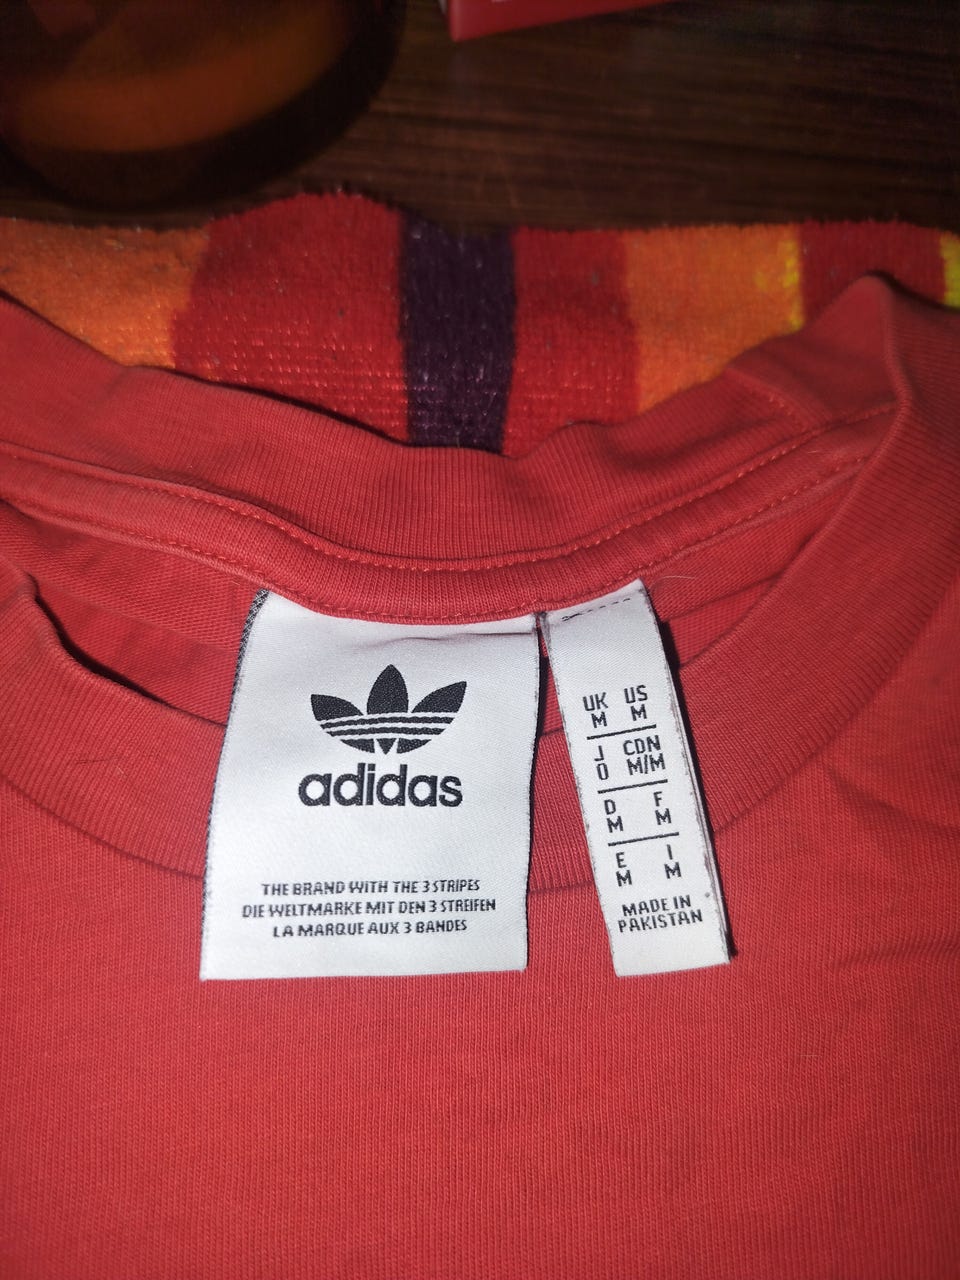 adidas
THE BRAND WITH THE 3 STRIPES
DIE WELTMARKE MIT DEN 3 STREIFEN
LA MARQUE AUX 3 BANDES
UK US
M M
J CDN
O M/M
D F
M M
E I
M M
MADE IN
PAKISTAN